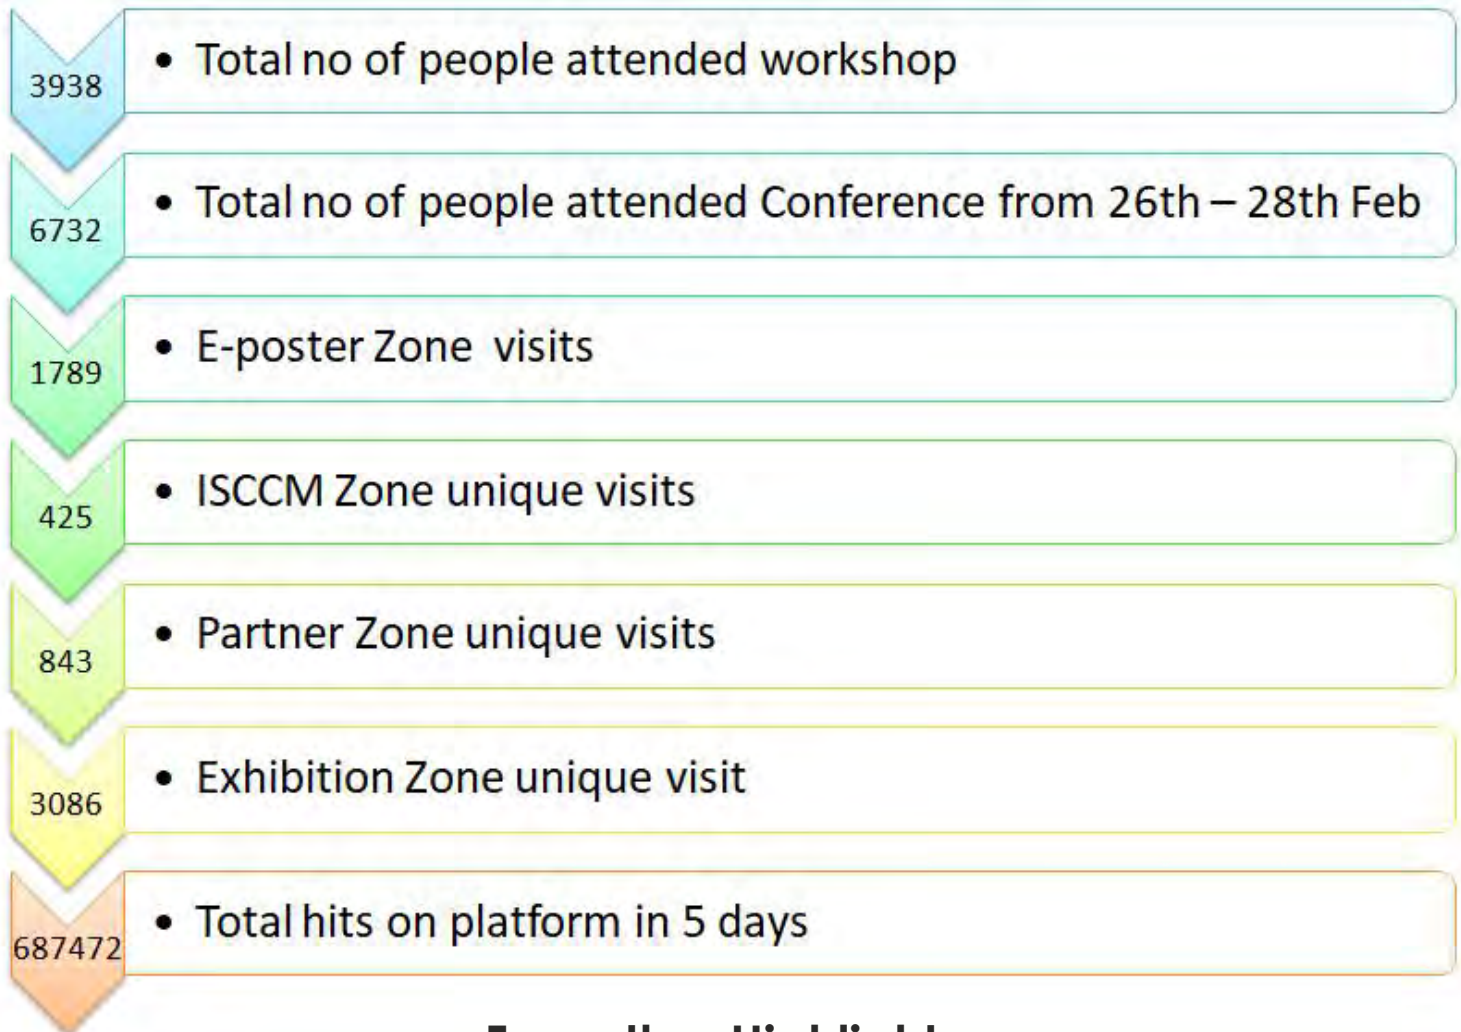 3938
• Total no of people attended workshop
6732
• Total no of people attended Conference from 26th – 28th Feb
1789
• E-poster Zone visits
425
• ISCCM Zone unique visits
843
• Partner Zone unique visits
3086
• Exhibition Zone unique visit
687472
• Total hits on platform in 5 days